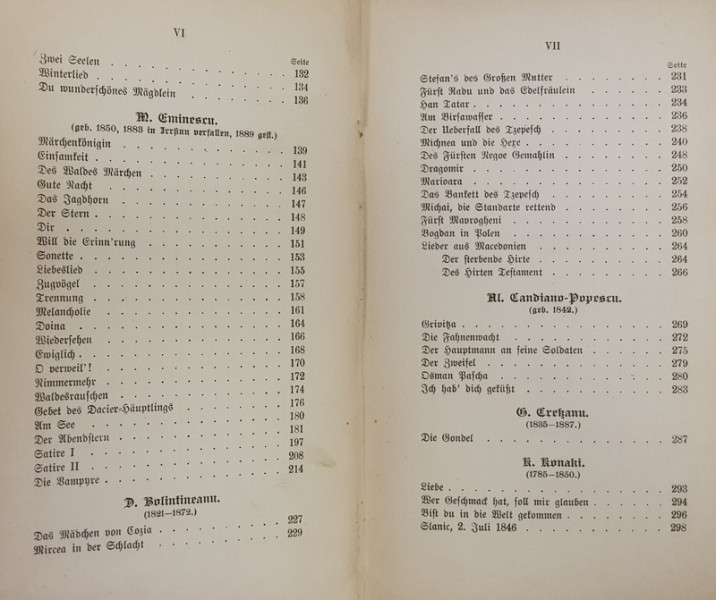 VI
Seite
Zwei Seelen . . . . . . . . . . 132
Winterlied . . . . . . . . . . 134
Du wunderschönes Mägdlein . . . . . . . . . . 136
M. Eminescu.
(geb. 1850, 1883 in Irrsinn verfallen, 1889 gest.)
Märchenkönigin . . . . . . . . . . 139
Einsamkeit . . . . . . . . . . 141
Des Waldes Märchen . . . . . . . . . . 143
Gute Nacht . . . . . . . . . . 146
Das Jagdhorn . . . . . . . . . . 147
Der Stern . . . . . . . . . . 148
Dir . . . . . . . . . . 149
Will die Erinn'rung . . . . . . . . . . 151
Sonette . . . . . . . . . . 153
Liebeslied . . . . . . . . . . 155
Zugvögel . . . . . . . . . . 157
Trennung . . . . . . . . . . 158
Melancholie . . . . . . . . . . 161
Doina . . . . . . . . . . 164
Wiedersehen . . . . . . . . . . 166
Ewiglich . . . . . . . . . . 168
O verweil'! . . . . . . . . . . 170
Nimmermehr . . . . . . . . . . 172
Waldesrauschen . . . . . . . . . . 174
Gebet des Dacier-Häuptlings . . . . . . . . . . 176
Am See . . . . . . . . . . 180
Der Abendstern . . . . . . . . . . 181
Satire I . . . . . . . . . . 197
Satire II . . . . . . . . . . 208
Die Vampyre . . . . . . . . . . 214
D. Bolintineanu.
(1821—1872.)
Das Mädchen von Cozia . . . . . . . . . . 227
Mircea in der Schlacht . . . . . . . . . . 229
VII
Seite
Stefan's des Großen Mutter . . . . . . . . . . 231
Fürst Radu und das Edelfräulein . . . . . . . . . . 233
Han Tatar . . . . . . . . . . 234
Am Birsawasser . . . . . . . . . . 236
Der Ueberfall des Tzepesch . . . . . . . . . . 238
Michnea und die Hexe . . . . . . . . . . 240
Des Fürsten Negoe Gemahlin . . . . . . . . . . 248
Dragomir . . . . . . . . . . 250
Marioara . . . . . . . . . . 252
Das Bankett des Tzepesch . . . . . . . . . . 254
Michai, die Standarte rettend . . . . . . . . . . 256
Fürst Mavrogheni . . . . . . . . . . 258
Bogdan in Polen . . . . . . . . . . 260
Lieder aus Macedonien . . . . . . . . . . 264
Der sterbende Hirte . . . . . . . . . . 264
Des Hirten Testament . . . . . . . . . . 266
Al. Candiano-Popescu.
(geb. 1842.)
Grivitza . . . . . . . . . . 269
Die Fahnenwacht . . . . . . . . . . 272
Der Hauptmann an seine Soldaten . . . . . . . . . . 275
Der Zweifel . . . . . . . . . . 279
Osman Pascha . . . . . . . . . . 280
Ich hab' dich geküßt . . . . . . . . . . 283
G. Cretzanu.
(1835—1887.)
Die Gondel . . . . . . . . . . 287
K. Konaki.
(1785—1850.)
Liebe . . . . . . . . . . 293
Wer Geschmack hat, soll mir glauben . . . . . . . . . . 294
Bist du in die Welt gekommen . . . . . . . . . . 296
Slanic, 2. Juli 1846 . . . . . . . . . . 298